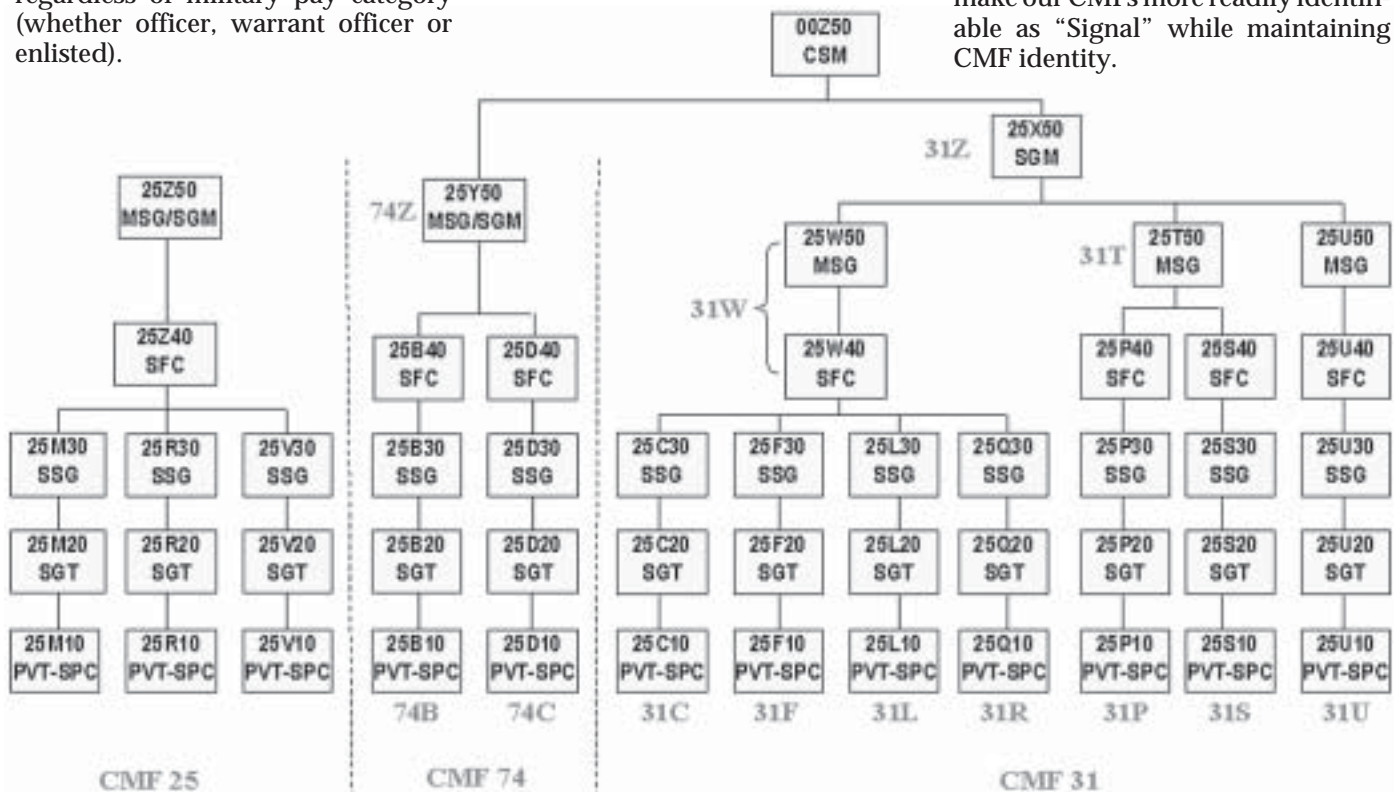 regardless of military pay category
(whether officer, warrant officer or
enlisted).
make our CMFs more readily identifi-
able as “Signal” while maintaining
CMF identity.
00Z50
CSM
31Z
25X50
SGM
25Z50
MSG/SGM
74Z
25Y50
MSG/SGM
31W
25W50
MSG
31T
25T50
MSG
25U50
MSG
25Z40
SFC
25B40
SFC
25D40
SFC
25W40
SFC
25P40
SFC
25S40
SFC
25U40
SFC
25M30
SSG
25R30
SSG
25V30
SSG
25B30
SSG
25D30
SSG
25C30
SSG
25F30
SSG
25L30
SSG
25Q30
SSG
25P30
SSG
25S30
SSG
25U30
SSG
25M20
SGT
25R20
SGT
25V20
SGT
25B20
SGT
25D20
SGT
25C20
SGT
25F20
SGT
25L20
SGT
25Q20
SGT
25P20
SGT
25S20
SGT
25U20
SGT
25M10
PVT-SPC
25R10
PVT-SPC
25V10
PVT-SPC
25B10
PVT-SPC
25D10
PVT-SPC
25C10
PVT-SPC
25F10
PVT-SPC
25L10
PVT-SPC
25Q10
PVT-SPC
25P10
PVT-SPC
25S10
PVT-SPC
25U10
PVT-SPC
74B
74C
31C
31F
31L
31R
31P
31S
31U
CMF 25
CMF 74
CMF 31